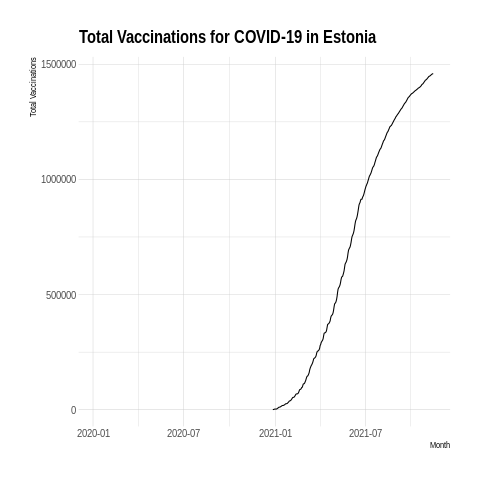 Total Vaccinations for COVID-19 in Estonia
Total Vaccinations
1500000
1000000
500000
0
2020-01 2020-07 2021-01 2021-07
Month